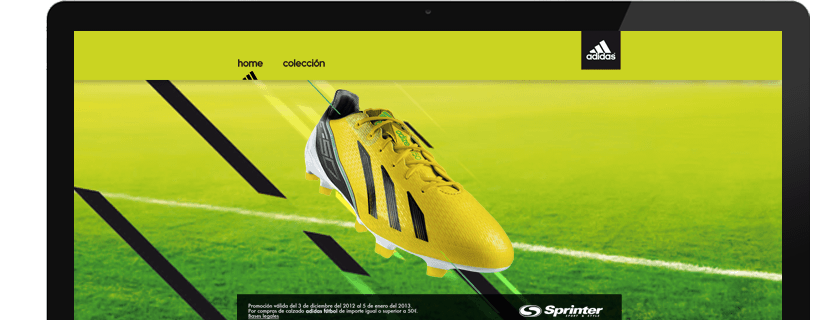 home colección
adidas
Promoción válida del 3 de diciembre del 2012 al 5 de enero del 2013.
Por compras de calzado adidas fútbol de importe igual o superior a 50€.
Bases legales
Sprinter
SPORT & STYLE